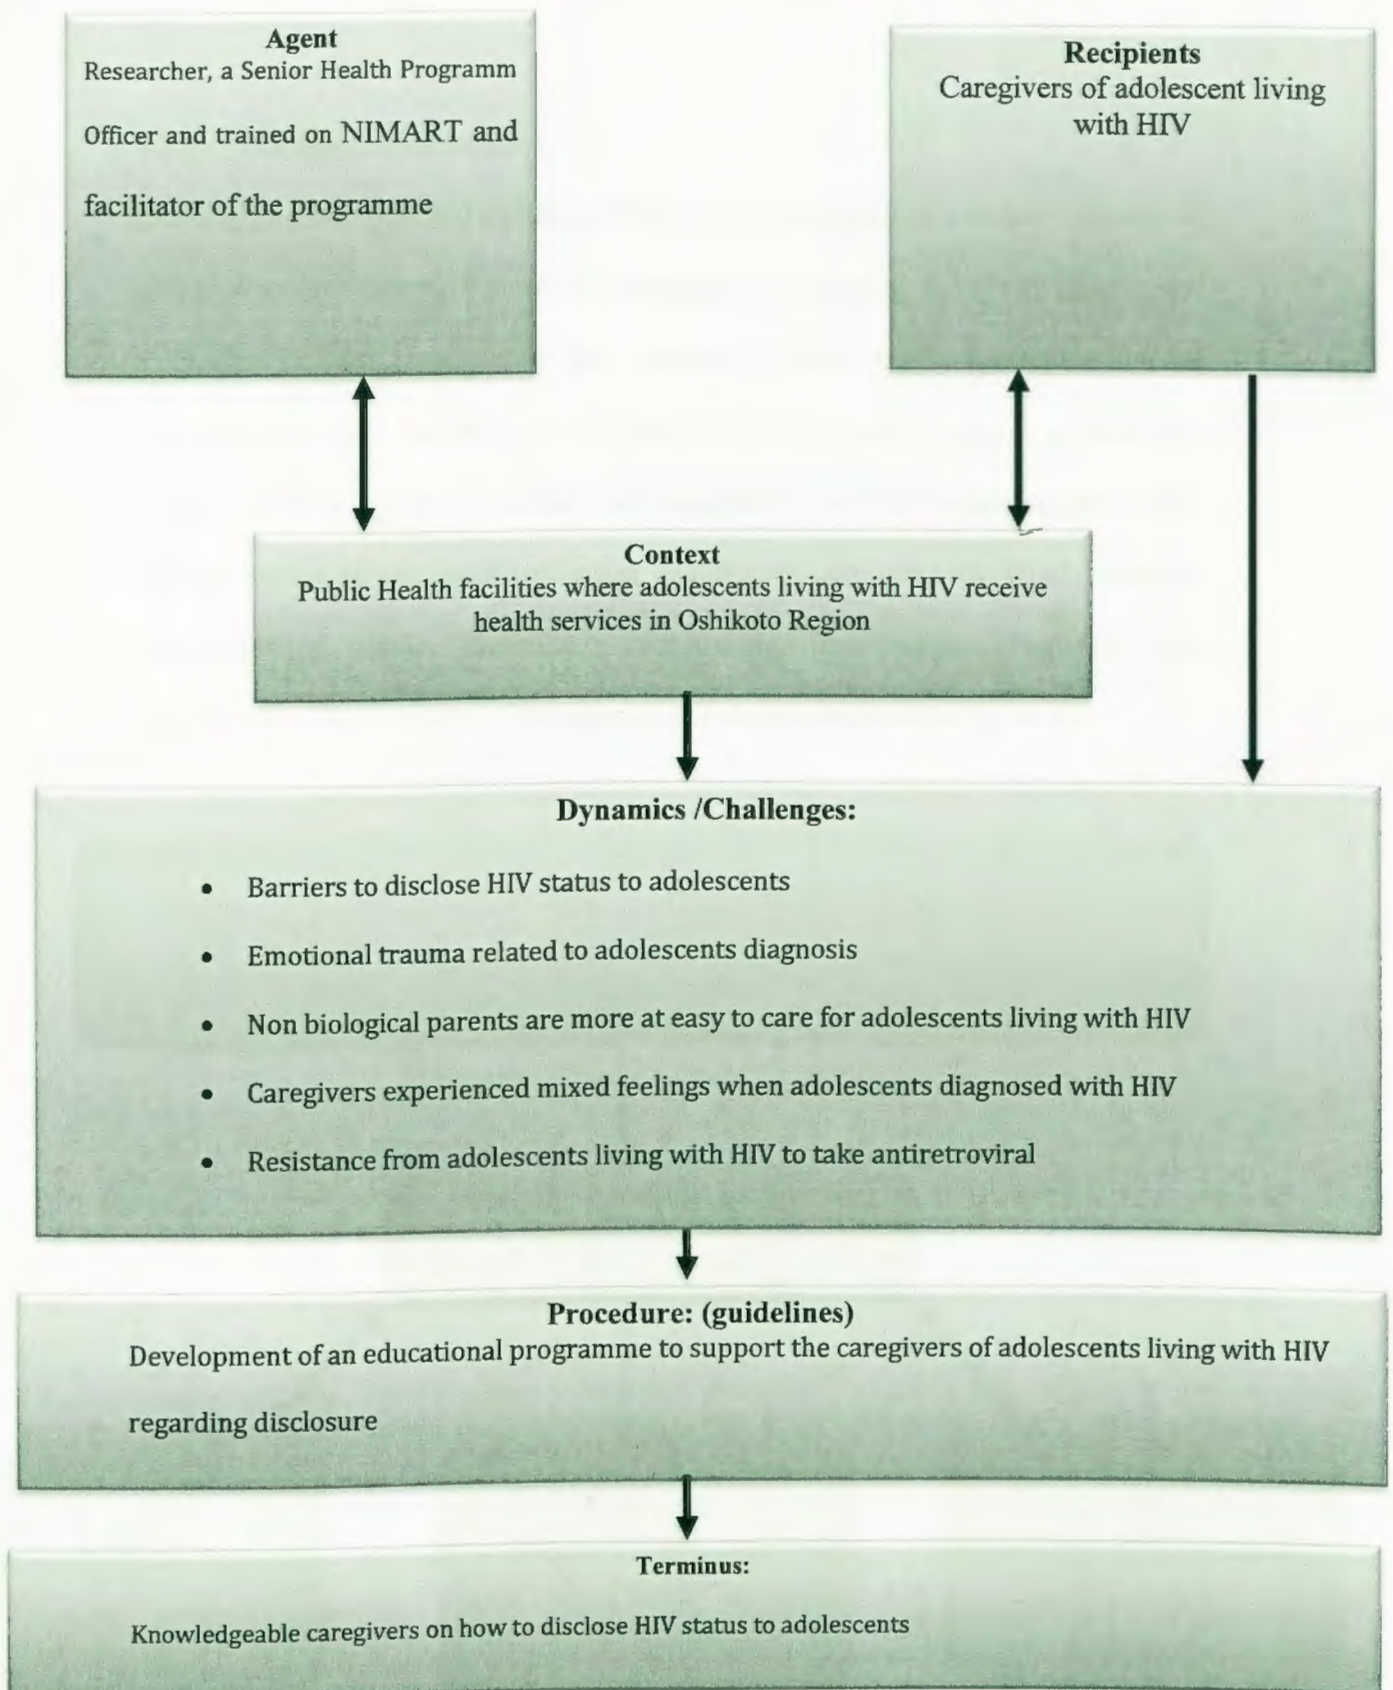 Agent
Researcher, a Senior Health Programm
Officer and trained on NIMART and
facilitator of the programme
Recipients
Caregivers of adolescent living
with HIV
Context
Public Health facilities where adolescents living with HIV receive
health services in Oshikoto Region
Dynamics /Challenges:
• Barriers to disclose HIV status to adolescents
• Emotional trauma related to adolescents diagnosis
• Non biological parents are more at easy to care for adolescents living with HIV
• Caregivers experienced mixed feelings when adolescents diagnosed with HIV
• Resistance from adolescents living with HIV to take antiretroviral
Procedure: (guidelines)
Development of an educational programme to support the caregivers of adolescents living with HIV
regarding disclosure
Terminus:
Knowledgeable caregivers on how to disclose HIV status to adolescents